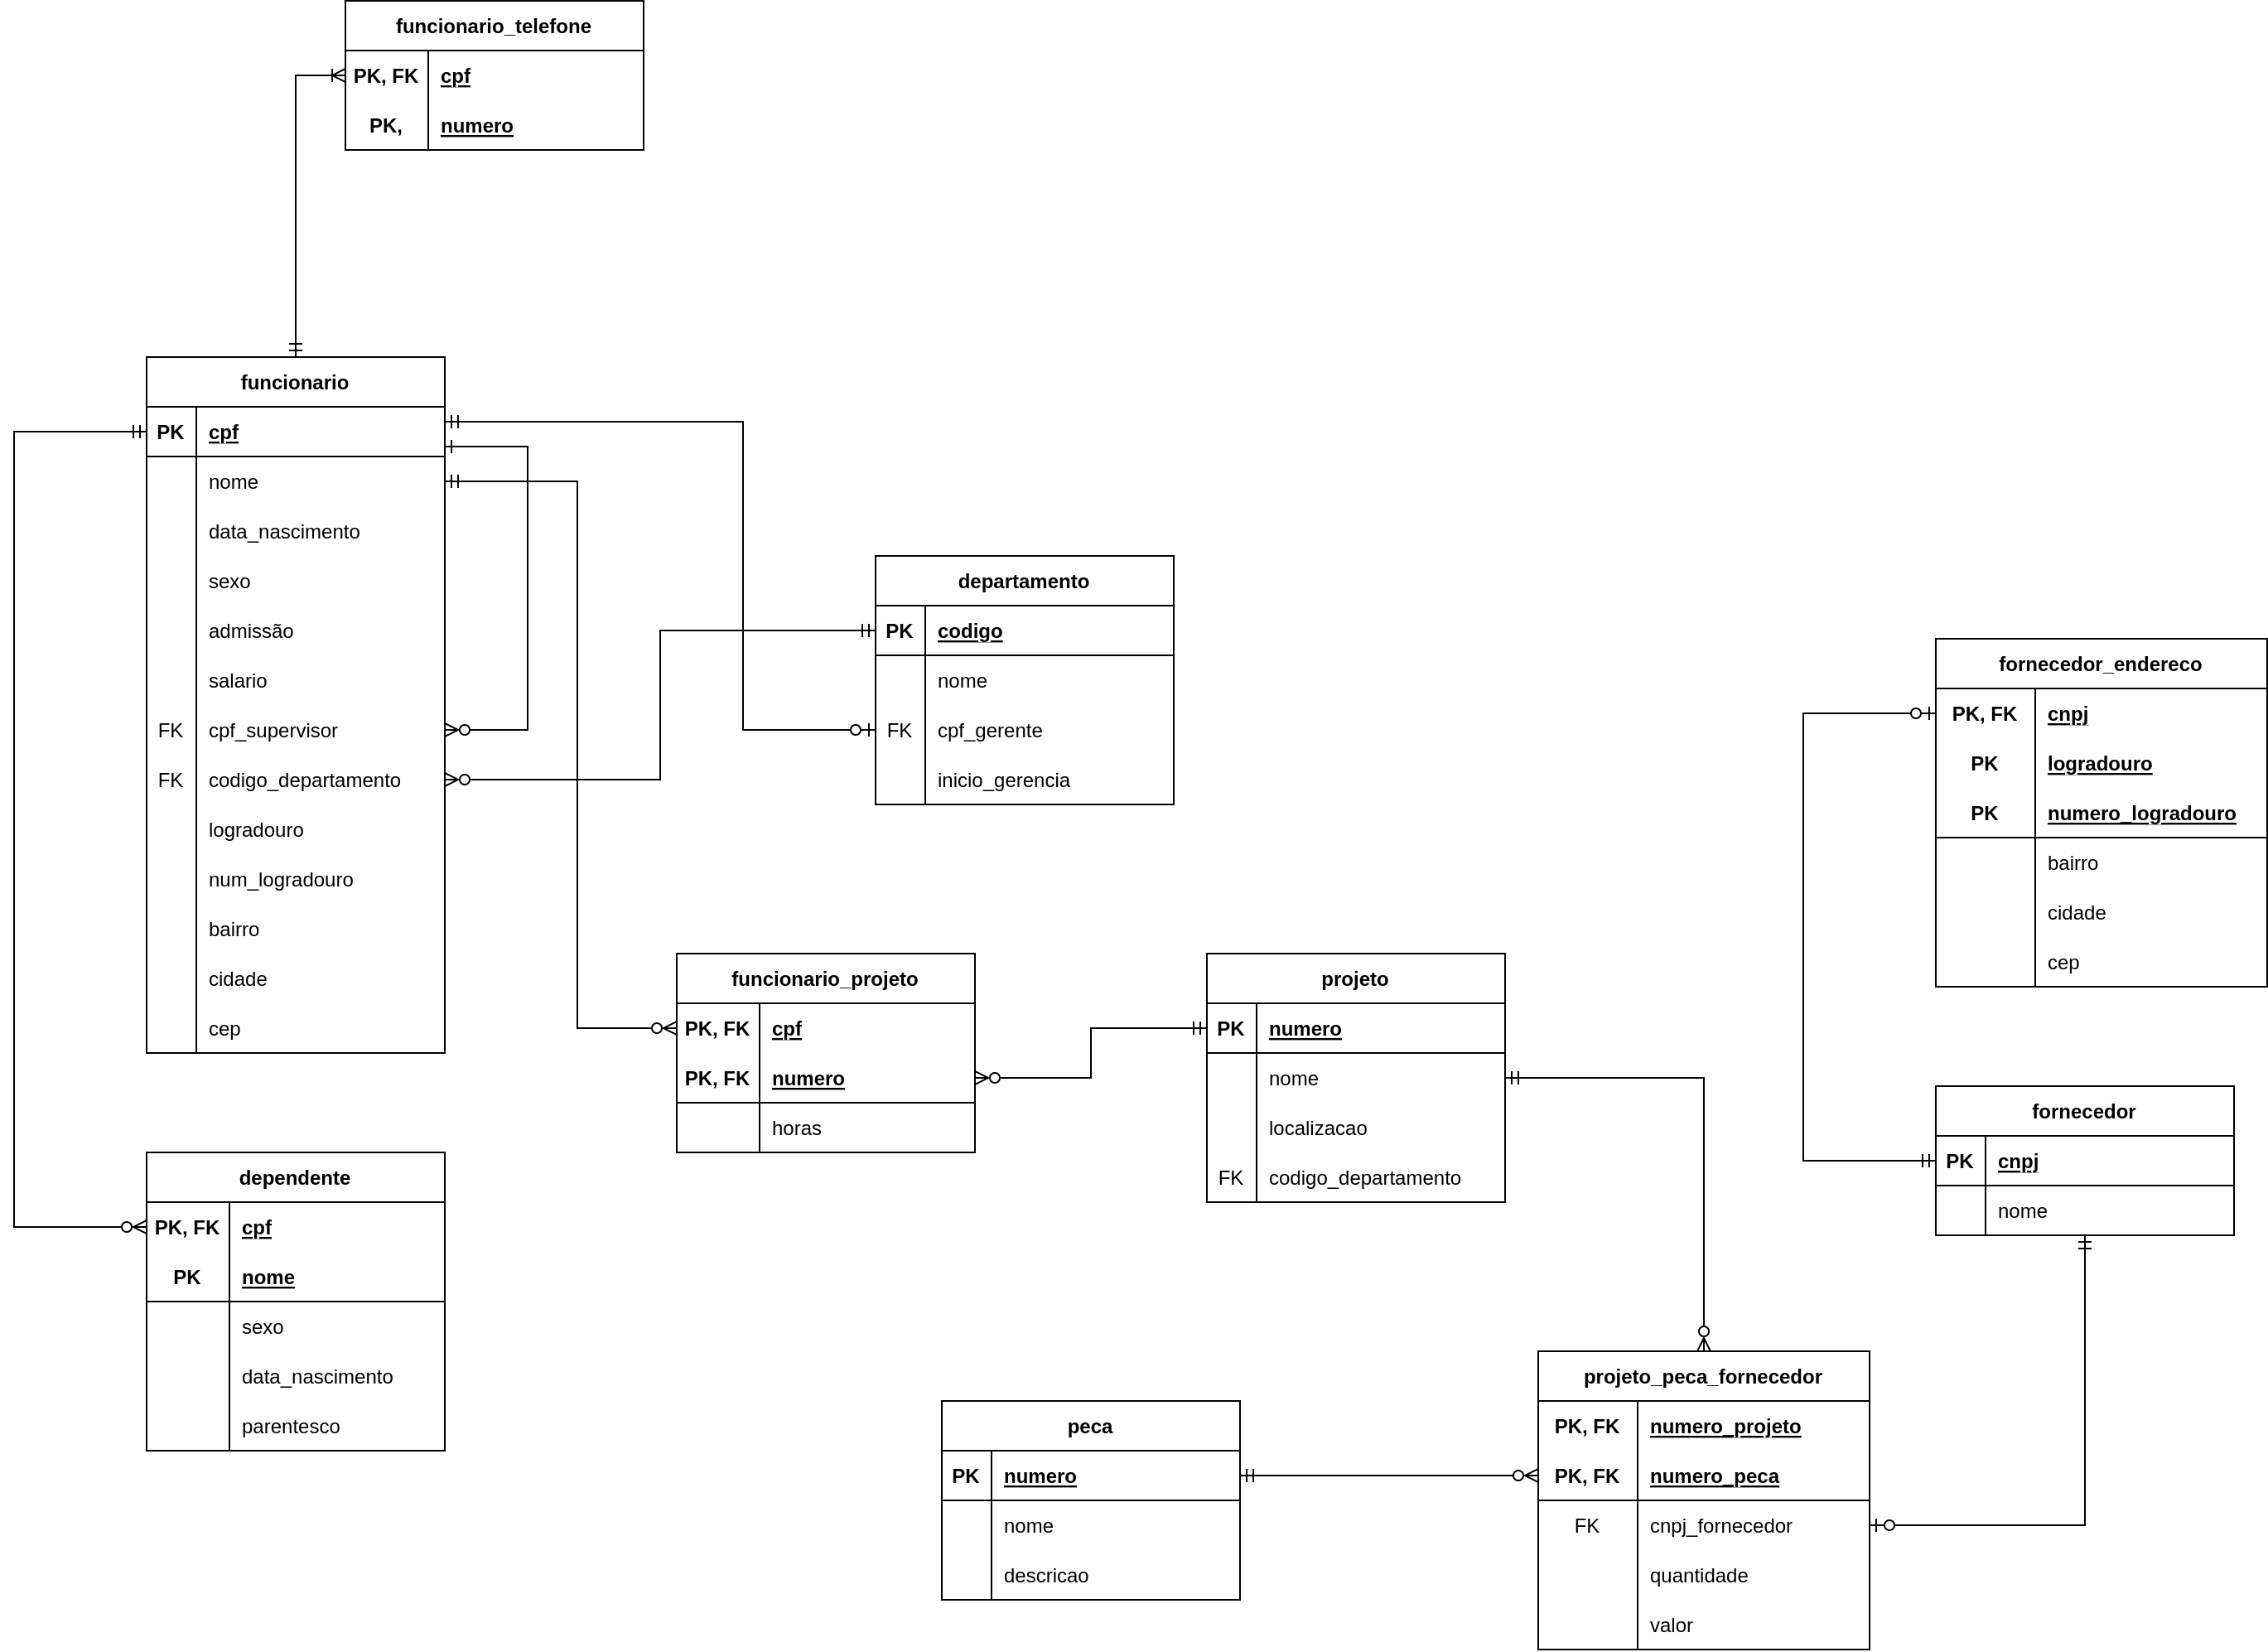 funcionario_telefone
PK, FK cpf
PK, numero
funcionario
PK cpf
nome
data_nascimento
sexo
admissão
salario
FK cpf_supervisor
FK codigo_departamento
logradouro
num_logradouro
bairro
cidade
cep
departamento
PK codigo
nome
FK cpf_gerente
inicio_gerencia
fornecedor_endereco
PK, FK cnpj
PK logradouro
PK numero_logradouro
bairro
cidade
cep
funcionario_projeto
PK, FK cpf
PK, FK numero
horas
projeto
PK numero
nome
localizacao
FK codigo_departamento
fornecedor
PK cnpj
nome
dependente
PK, FK cpf
PK nome
sexo
data_nascimento
parentesco
peca
PK numero
nome
descricao
projeto_peca_fornecedor
PK, FK numero_projeto
PK, FK numero_peca
FK cnpj_fornecedor
quantidade
valor